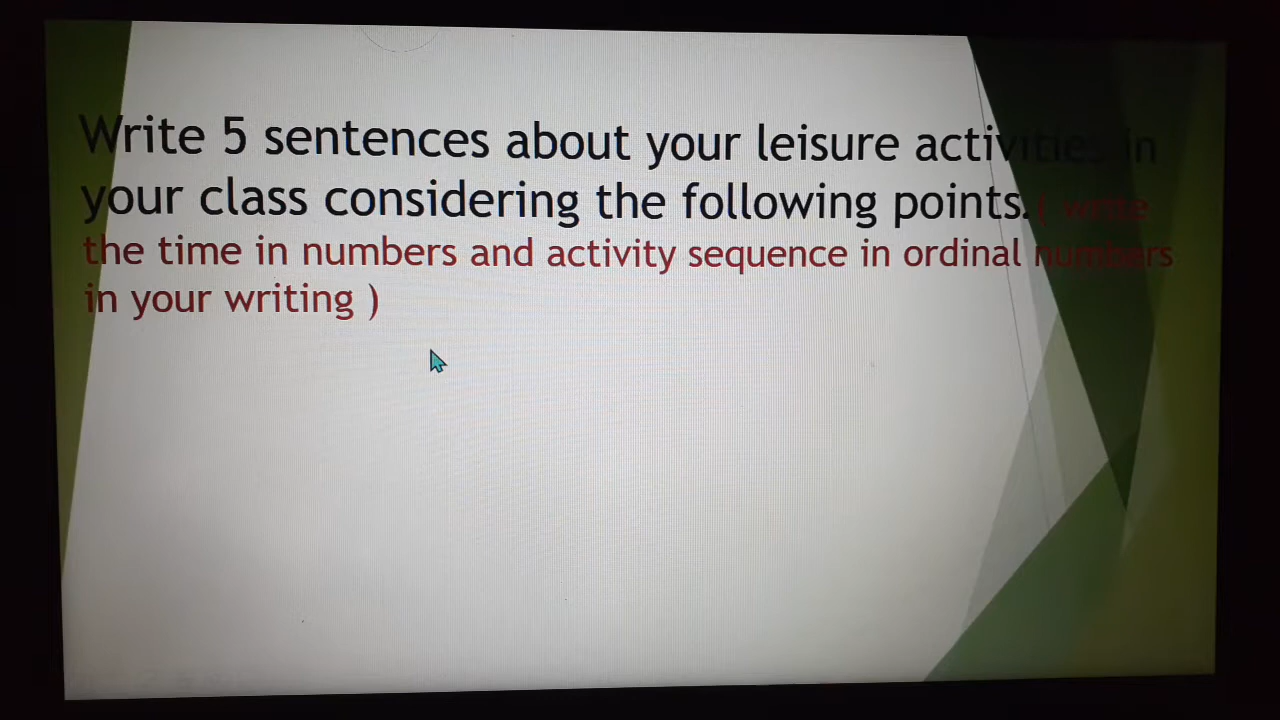 Write 5 sentences about your leisure activities in
your class considering the following points.( write
the time in numbers and activity sequence in ordinal numbers
in your writing )